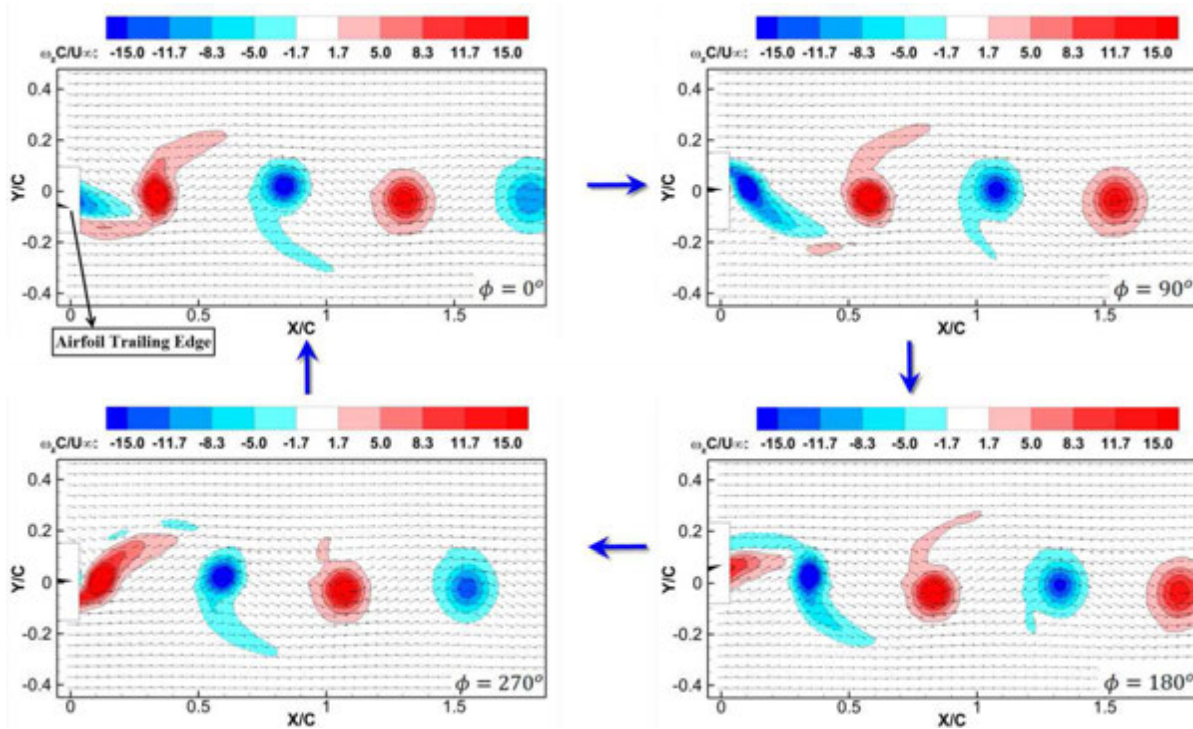 ω_zC/U∞: -15.0 -11.7 -8.3 -5.0 -1.7 1.7 5.0 8.3 11.7 15.0
Y/C
0.4
0.2
0
-0.2
-0.4
ϕ = 0°
0 0.5 1 1.5
X/C
Airfoil Trailing Edge
ω_zC/U∞: -15.0 -11.7 -8.3 -5.0 -1.7 1.7 5.0 8.3 11.7 15.0
Y/C
0.4
0.2
0
-0.2
-0.4
ϕ = 90°
0 0.5 1 1.5
X/C
ω_zC/U∞: -15.0 -11.7 -8.3 -5.0 -1.7 1.7 5.0 8.3 11.7 15.0
Y/C
0.4
0.2
0
-0.2
-0.4
ϕ = 270°
0 0.5 1 1.5
X/C
ω_zC/U∞: -15.0 -11.7 -8.3 -5.0 -1.7 1.7 5.0 8.3 11.7 15.0
Y/C
0.4
0.2
0
-0.2
-0.4
ϕ = 180°
0 0.5 1 1.5
X/C